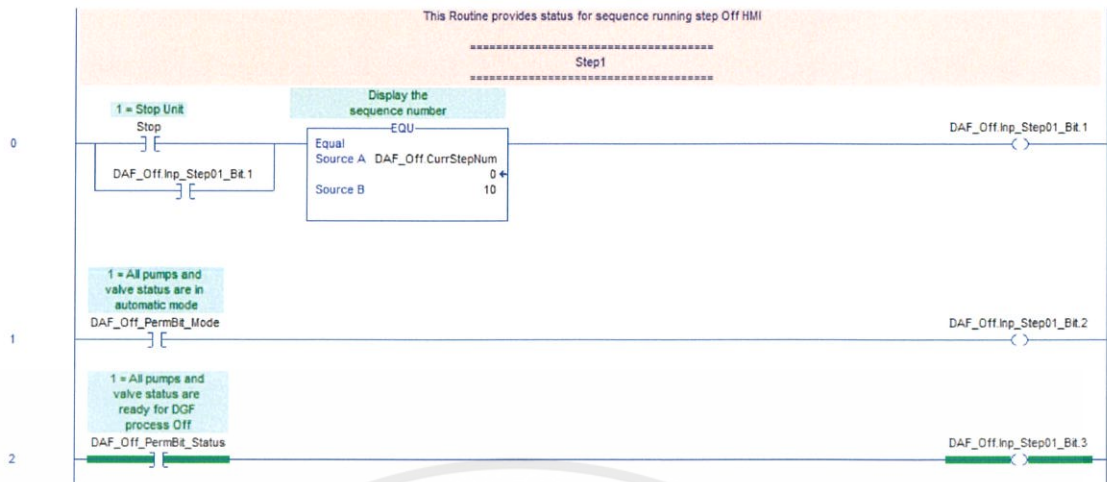 This Routine provides status for sequence running step Off HMI
=====================================
Step1
=====================================
1 = Stop Unit
Stop
Display the
sequence number
EQU
Equal
Source A DAF_Off.CurrStepNum
0
Source B 10
DAF_Off.Inp_Step01_Bit.1
0
DAF_Off.Inp_Step01_Bit.1
1 = All pumps and
valve status are in
automatic mode
DAF_Off_PermBit_Mode
DAF_Off.Inp_Step01_Bit.2
1
1 = All pumps and
valve status are
ready for DGF
process Off
DAF_Off_PermBit_Status
DAF_Off.Inp_Step01_Bit.3
2